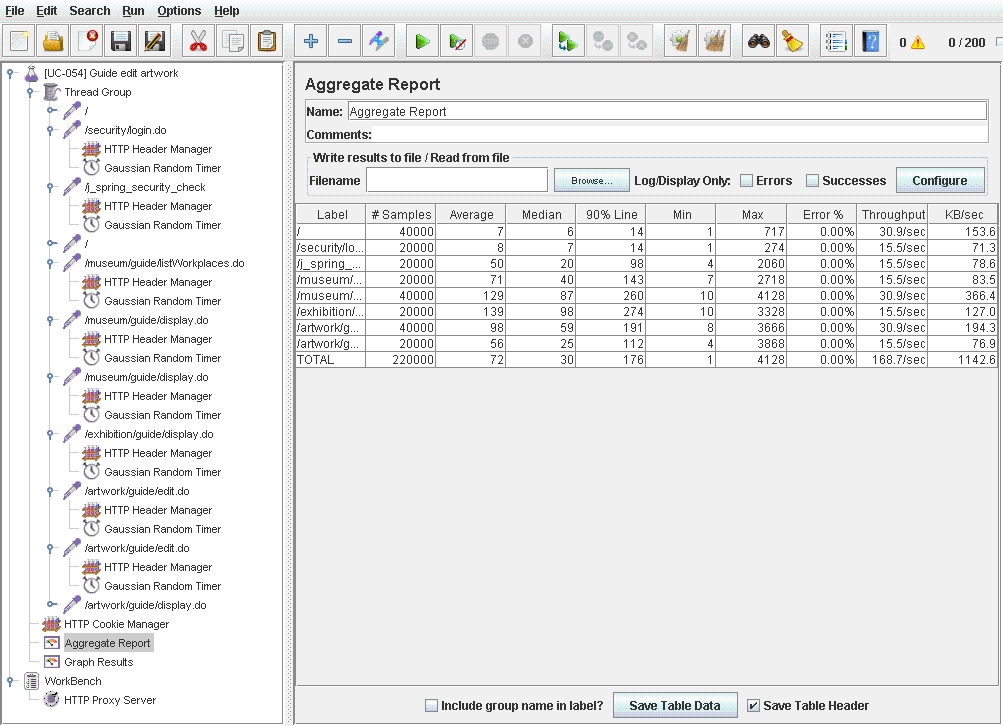 File Edit Search Run Options Help
0 0 / 200
[UC-054] Guide edit artwork
Thread Group
/
/security/login.do
HTTP Header Manager
Gaussian Random Timer
/j_spring_security_check
HTTP Header Manager
Gaussian Random Timer
/
/museum/guide/listWorkplaces.do
HTTP Header Manager
Gaussian Random Timer
/museum/guide/display.do
HTTP Header Manager
Gaussian Random Timer
/museum/guide/display.do
HTTP Header Manager
Gaussian Random Timer
/exhibition/guide/display.do
HTTP Header Manager
Gaussian Random Timer
/artwork/guide/edit.do
HTTP Header Manager
Gaussian Random Timer
/artwork/guide/edit.do
HTTP Header Manager
Gaussian Random Timer
/artwork/guide/display.do
HTTP Cookie Manager
Aggregate Report
Graph Results
WorkBench
HTTP Proxy Server
Aggregate Report
Name: Aggregate Report
Comments:
Write results to file / Read from file
Filename Browse... Log/Display Only: Errors Successes Configure
Label # Samples Average Median 90% Line Min Max Error % Throughput KB/sec
/ 40000 7 6 14 1 717 0.00% 30.9/sec 153.6
/security/lo... 20000 8 7 14 1 274 0.00% 15.5/sec 71.3
/j_spring_... 20000 50 20 98 4 2060 0.00% 15.5/sec 78.6
/museum/... 20000 71 40 143 7 2718 0.00% 15.5/sec 83.5
/museum/... 40000 129 87 260 10 4128 0.00% 30.9/sec 366.4
/exhibition/... 20000 139 98 274 10 3328 0.00% 15.5/sec 127.0
/artwork/g... 40000 98 59 191 8 3666 0.00% 30.9/sec 194.3
/artwork/g... 20000 56 25 112 4 3868 0.00% 15.5/sec 76.9
TOTAL 220000 72 30 176 1 4128 0.00% 168.7/sec 1142.6
Include group name in label? Save Table Data Save Table Header